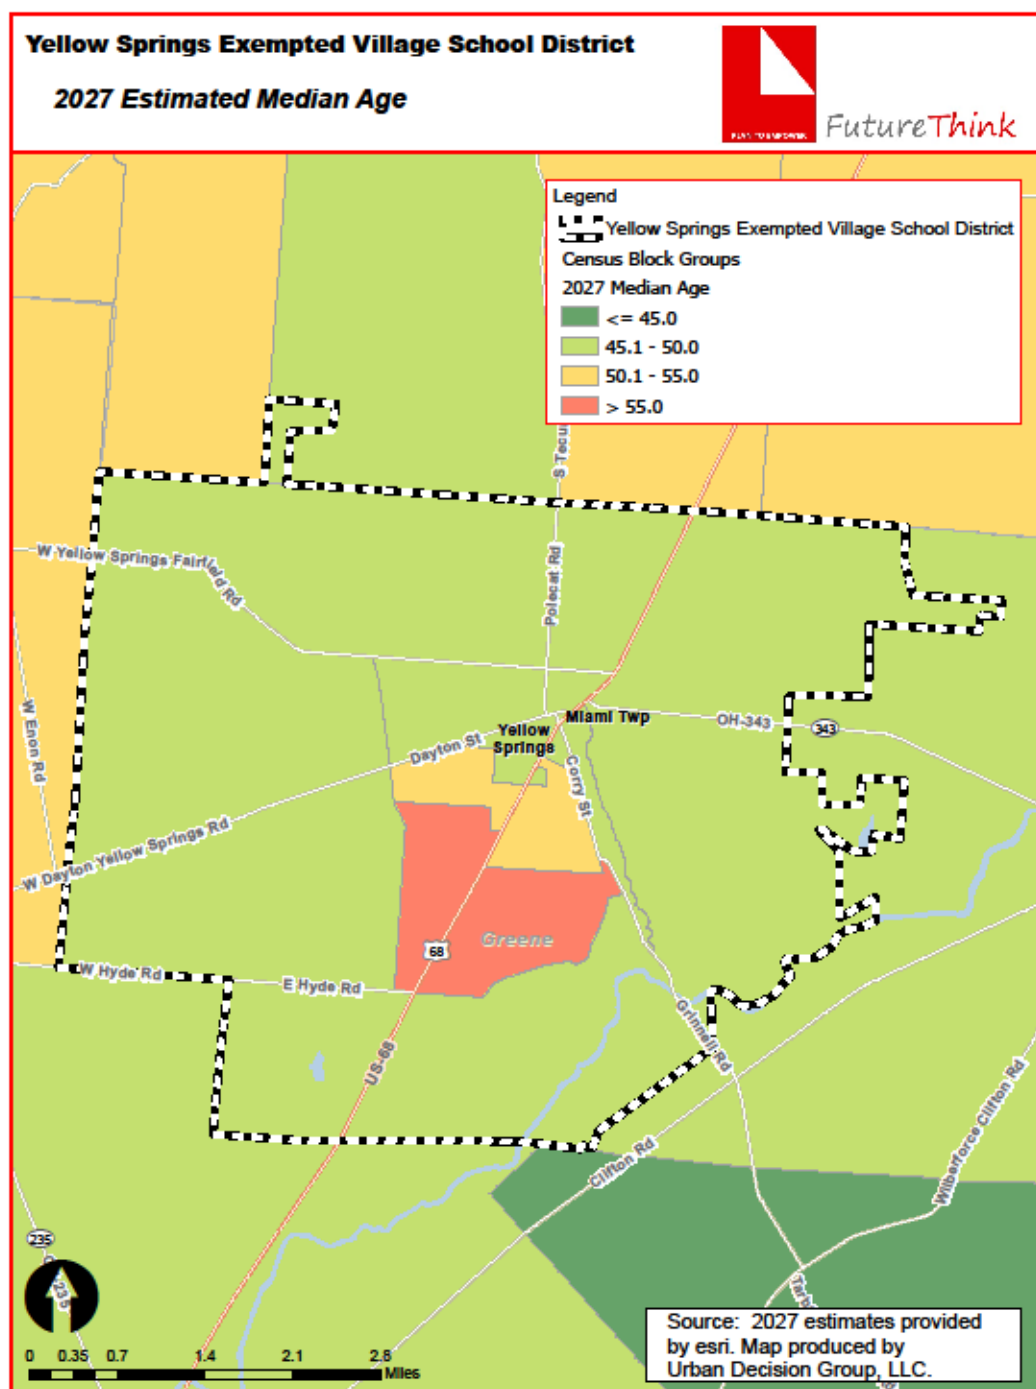 Yellow Springs Exempted Village School District
2027 Estimated Median Age
PLAN TO EMPOWER
FutureThink
Legend
Yellow Springs Exempted Village School District
Census Block Groups
2027 Median Age
<= 45.0
45.1 - 50.0
50.1 - 55.0
> 55.0
S Tecu
W Yellow Springs Fairfield Rd
Polecat Rd
W Enon Rd
Miami Twp
OH-343
343
Yellow
Springs
Dayton St
Corry St
W Dayton Yellow Springs Rd
Greene
68
W Hyde Rd
E Hyde Rd
Grinnell Rd
US-68
Clifton Rd
Wilberforce Clifton Rd
235
Tarb
0 0.35 0.7 1.4 2.1 2.8
Miles
Source: 2027 estimates provided
by esri. Map produced by
Urban Decision Group, LLC.